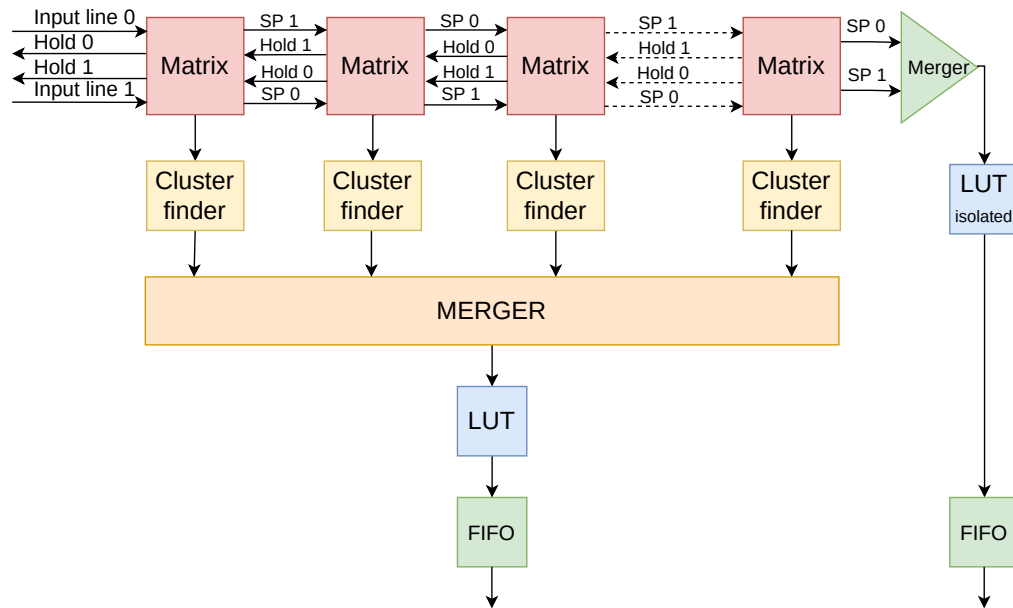 Input line 0
Hold 0
Hold 1
Input line 1
Matrix
SP 1
Hold 1
Hold 0
SP 0
Matrix
SP 0
Hold 0
Hold 1
SP 1
Matrix
SP 1
Hold 1
Hold 0
SP 0
Matrix
SP 0
SP 1
Merger
Cluster
finder
Cluster
finder
Cluster
finder
Cluster
finder
LUT
isolated
MERGER
LUT
FIFO
FIFO